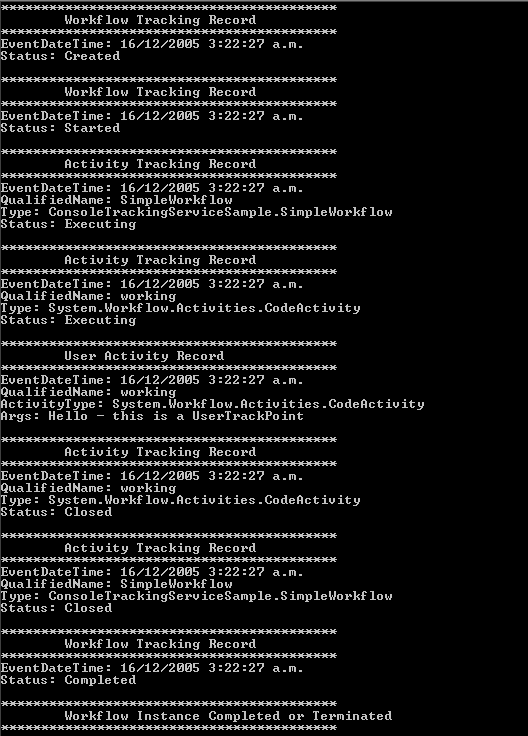 ******************************************
Workflow Tracking Record
******************************************
EventDateTime: 16/12/2005 3:22:27 a.m.
Status: Created
******************************************
Workflow Tracking Record
******************************************
EventDateTime: 16/12/2005 3:22:27 a.m.
Status: Started
******************************************
Activity Tracking Record
******************************************
EventDateTime: 16/12/2005 3:22:27 a.m.
QualifiedName: SimpleWorkflow
Type: ConsoleTrackingServiceSample.SimpleWorkflow
Status: Executing
******************************************
Activity Tracking Record
******************************************
EventDateTime: 16/12/2005 3:22:27 a.m.
QualifiedName: working
Type: System.Workflow.Activities.CodeActivity
Status: Executing
******************************************
User Activity Record
******************************************
EventDateTime: 16/12/2005 3:22:27 a.m.
QualifiedName: working
ActivityType: System.Workflow.Activities.CodeActivity
Args: Hello - this is a UserTrackPoint
******************************************
Activity Tracking Record
******************************************
EventDateTime: 16/12/2005 3:22:27 a.m.
QualifiedName: working
Type: System.Workflow.Activities.CodeActivity
Status: Closed
******************************************
Activity Tracking Record
******************************************
EventDateTime: 16/12/2005 3:22:27 a.m.
QualifiedName: SimpleWorkflow
Type: ConsoleTrackingServiceSample.SimpleWorkflow
Status: Closed
******************************************
Workflow Tracking Record
******************************************
EventDateTime: 16/12/2005 3:22:27 a.m.
Status: Completed
******************************************
Workflow Instance Completed or Terminated
******************************************